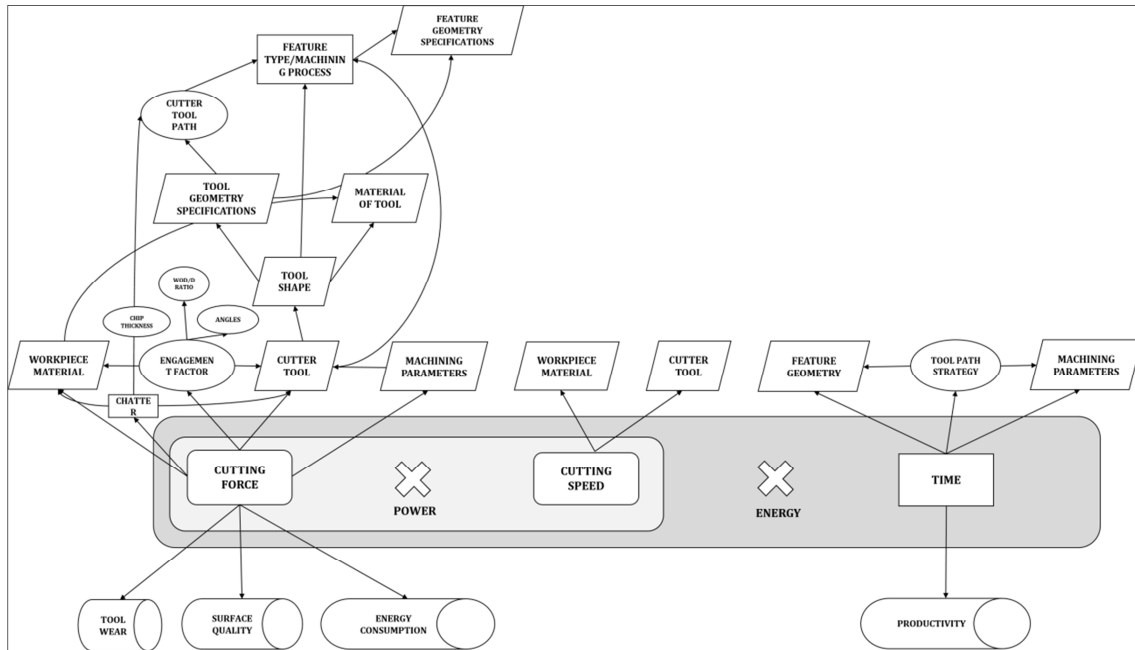 FEATURE
GEOMETRY
SPECIFICATIONS
FEATURE
TYPE/MACHININ
G PROCESS
CUTTER
TOOL
PATH
TOOL
GEOMETRY
SPECIFICATIONS
MATERIAL
OF TOOL
TOOL
SHAPE
WOD/D
RATIO
CHIP
THICKNESS
ANGLES
WORKPIECE
MATERIAL
ENGAGEMEN
T FACTOR
CUTTER
TOOL
MACHINING
PARAMETERS
WORKPIECE
MATERIAL
CUTTER
TOOL
FEATURE
GEOMETRY
TOOL PATH
STRATEGY
MACHINING
PARAMETERS
CHATTE
R
CUTTING
FORCE
POWER
CUTTING
SPEED
ENERGY
TIME
TOOL
WEAR
SURFACE
QUALITY
ENERGY
CONSUMPTION
PRODUCTIVITY